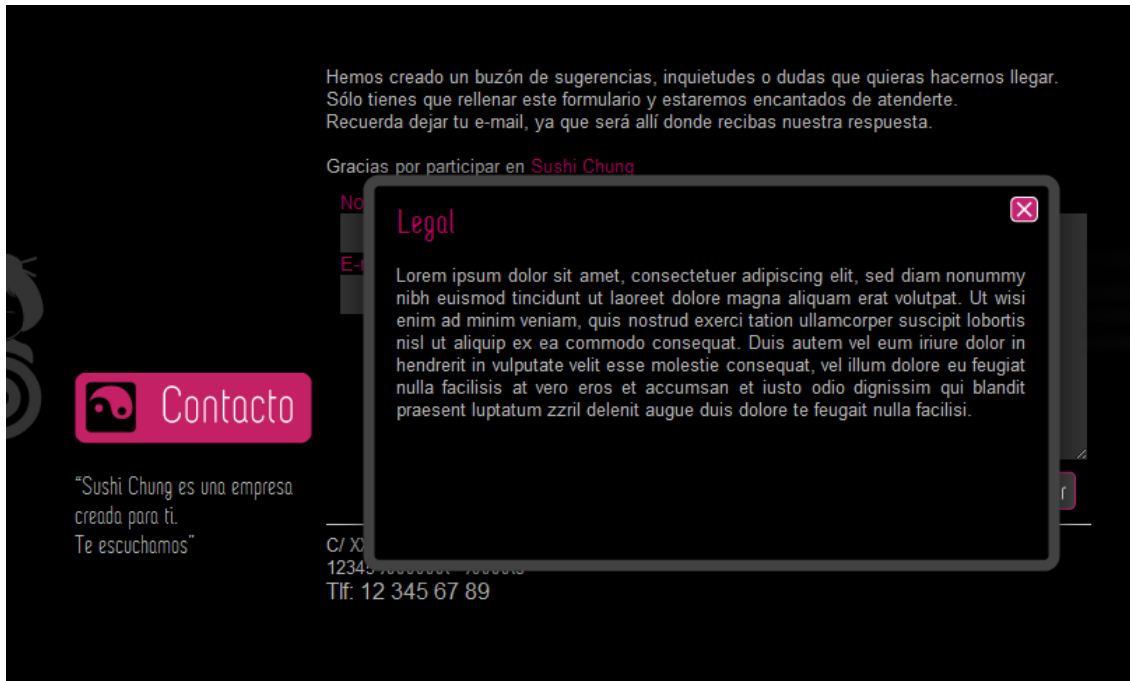 Hemos creado un buzón de sugerencias, inquietudes o dudas que quieras hacernos llegar.
Sólo tienes que rellenar este formulario y estaremos encantados de atenderte.
Recuerda dejar tu e-mail, ya que será allí donde recibas nuestra respuesta.
Gracias por participar en Sushi Chung
No
E-
Legal
Lorem ipsum dolor sit amet, consectetuer adipiscing elit, sed diam nonummy
nibh euismod tincidunt ut laoreet dolore magna aliquam erat volutpat. Ut wisi
enim ad minim veniam, quis nostrud exerci tation ullamcorper suscipit lobortis
nisl ut aliquip ex ea commodo consequat. Duis autem vel eum iriure dolor in
hendrerit in vulputate velit esse molestie consequat, vel illum dolore eu feugiat
nulla facilisis at vero eros et accumsan et iusto odio dignissim qui blandit
praesent luptatum zzril delenit augue duis dolore te feugait nulla facilisi.
Contacto
“Sushi Chung es una empresa
creada para ti.
Te escuchamos”
r
C/ X
12345
Tlf: 12 345 67 89